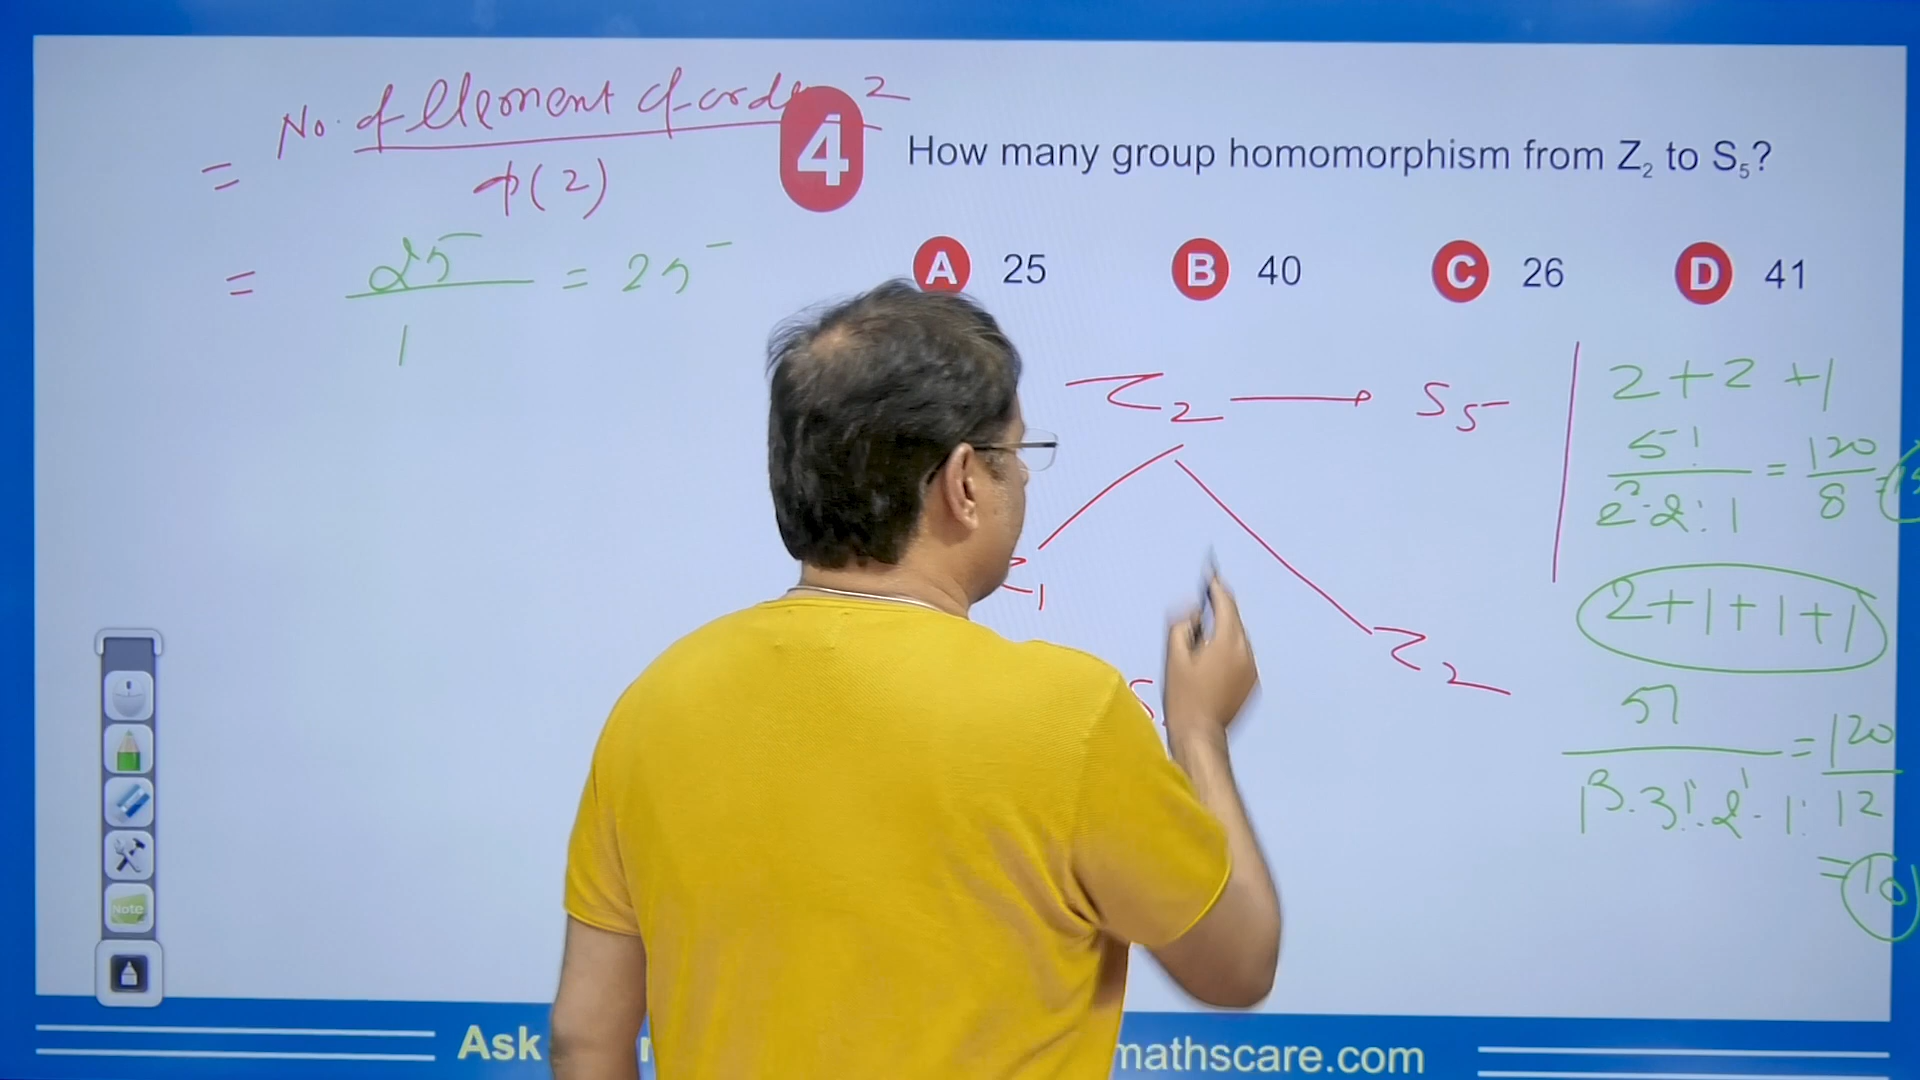 No. of Element of order 2
= ϕ(2)
= 25/1 = 25
4 How many group homomorphism from Z₂ to S₅?
A 25 B 40 C 26 D 41
Z₂ → S₅
Z₂
2+2+1
5!/2²·2!·1 = 120/8 = 15
2+1+1+1
5!/1³·3!·2¹·1! = 120/12
= 10
Note
Ask
mathscare.com